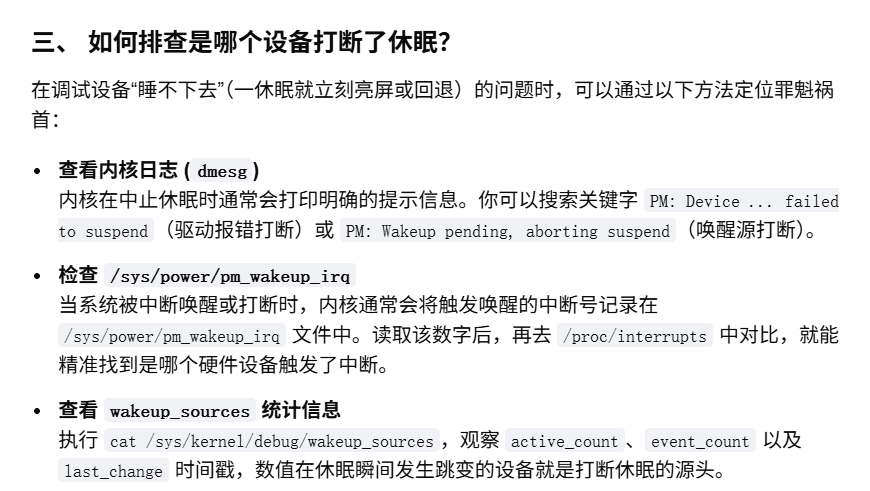 三、 如何排查是哪个设备打断了休眠？
在调试设备“睡不下去”（一休眠就立刻亮屏或回退）的问题时，可以通过以下方法定位罪魁祸
首：
• 查看内核日志 ( dmesg )
内核在中止休眠时通常会打印明确的提示信息。你可以搜索关键字 PM: Device ... failed
to suspend （驱动报错打断）或 PM: Wakeup pending, aborting suspend （唤醒源打断）。
• 检查 /sys/power/pm_wakeup_irq
当系统被中断唤醒或打断时，内核通常会将触发唤醒的中断号记录在
/sys/power/pm_wakeup_irq 文件中。读取该数字后，再去 /proc/interrupts 中对比，就能
精准找到是哪个硬件设备触发了中断。
• 查看 wakeup_sources 统计信息
执行 cat /sys/kernel/debug/wakeup_sources ，观察 active_count 、 event_count 以及
last_change 时间戳，数值在休眠瞬间发生跳变的设备就是打断休眠的源头。